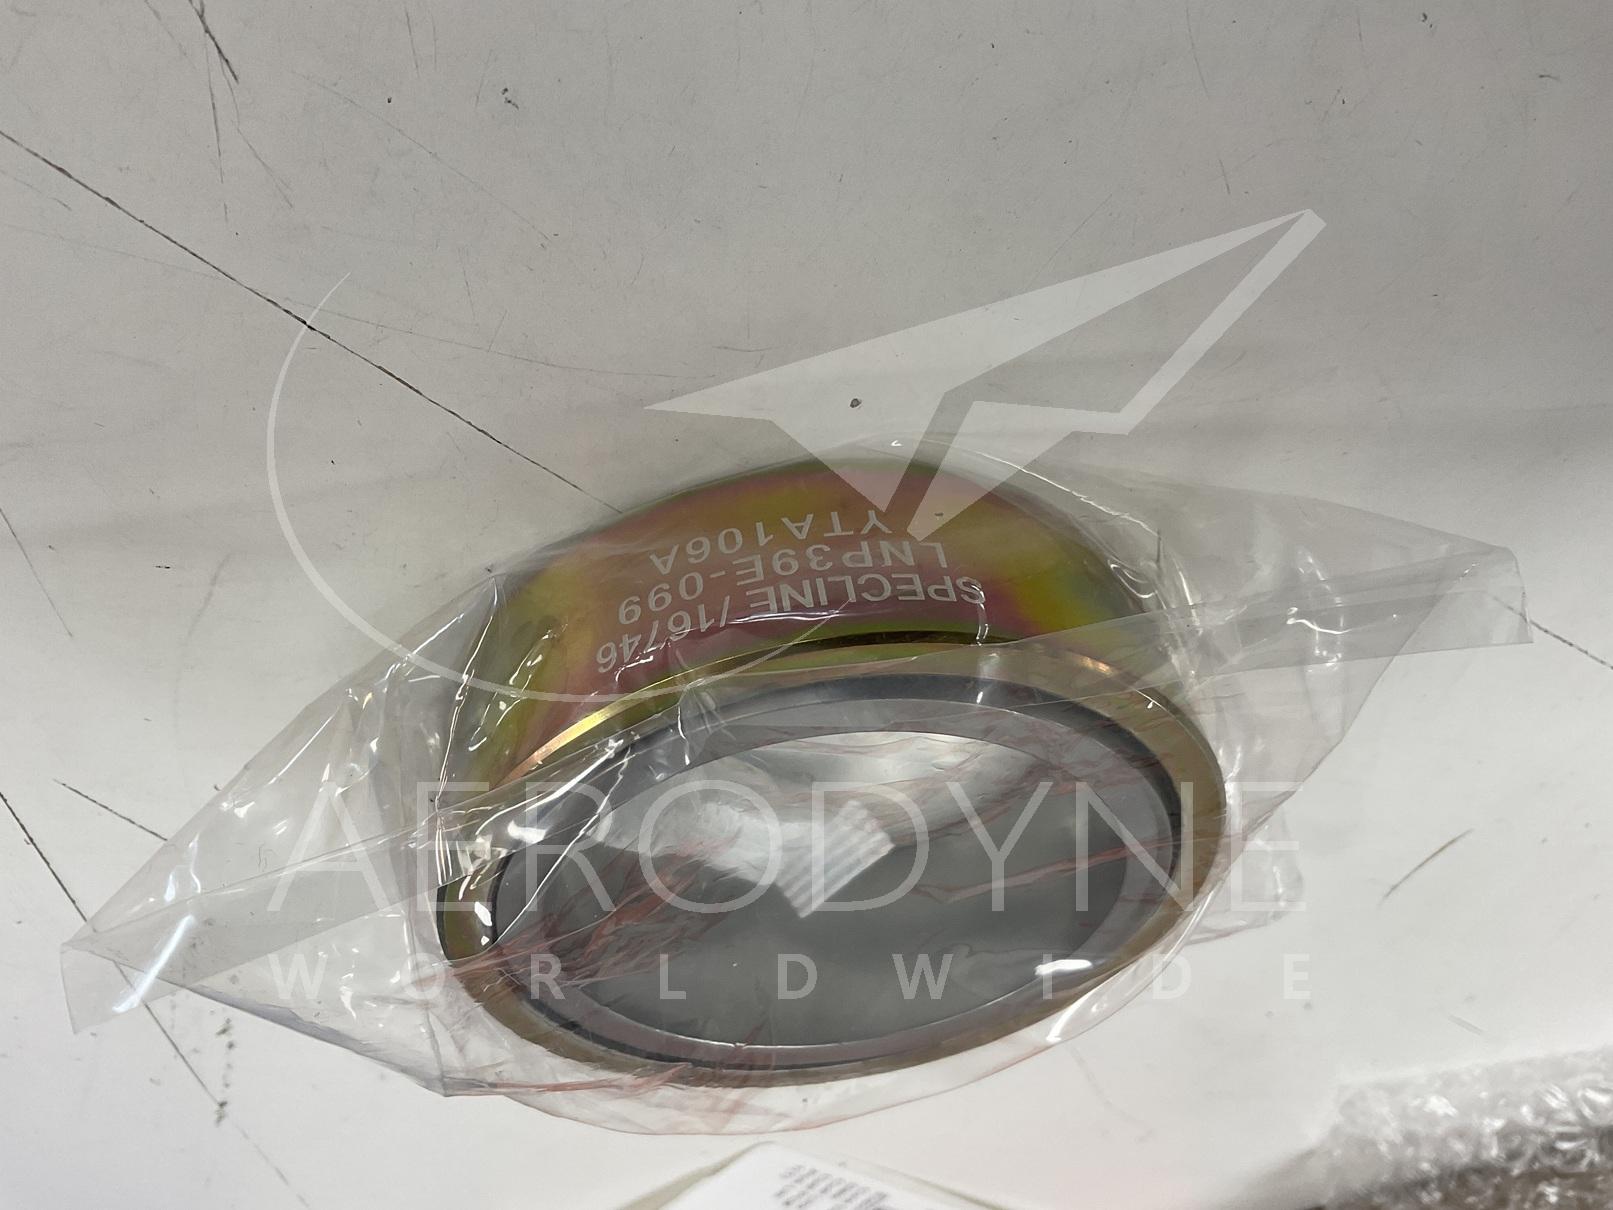 SPECLINE /16746
LNP39E-099
YTA106A
AERODYNE
WORLDWIDE